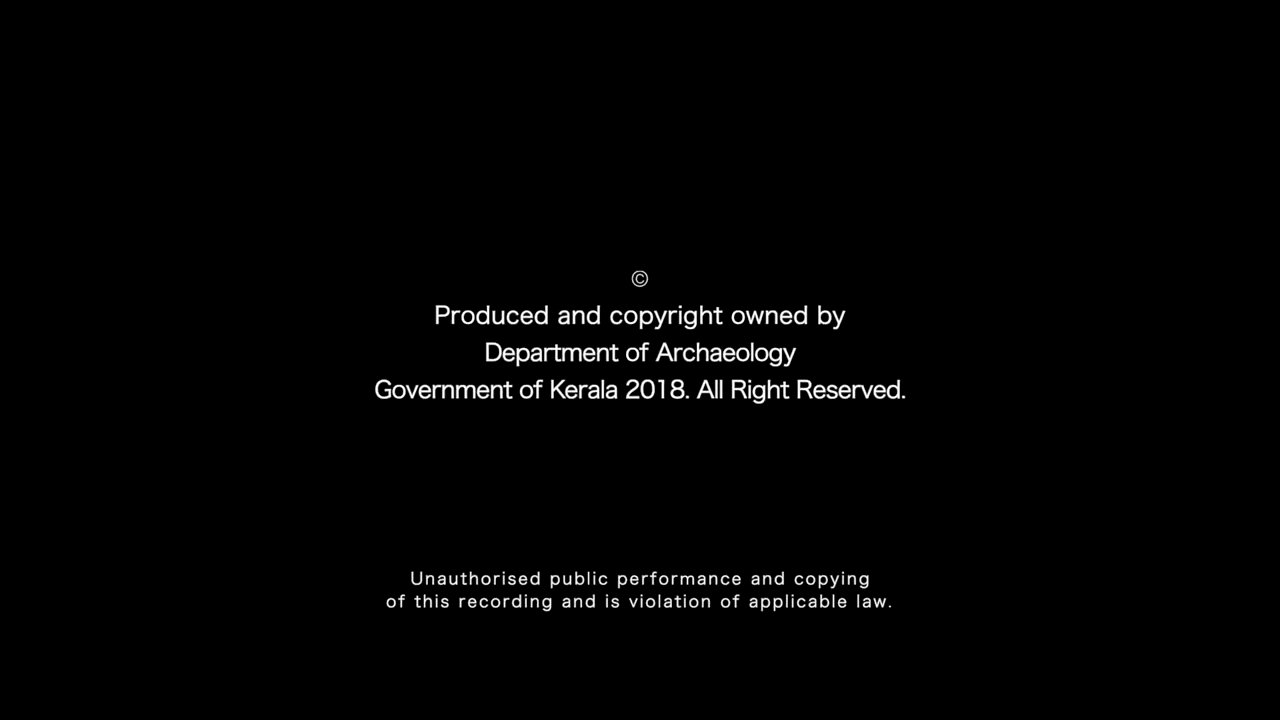 ©
Produced and copyright owned by
Department of Archaeology
Government of Kerala 2018. All Right Reserved.
Unauthorised public performance and copying
of this recording and is violation of applicable law.